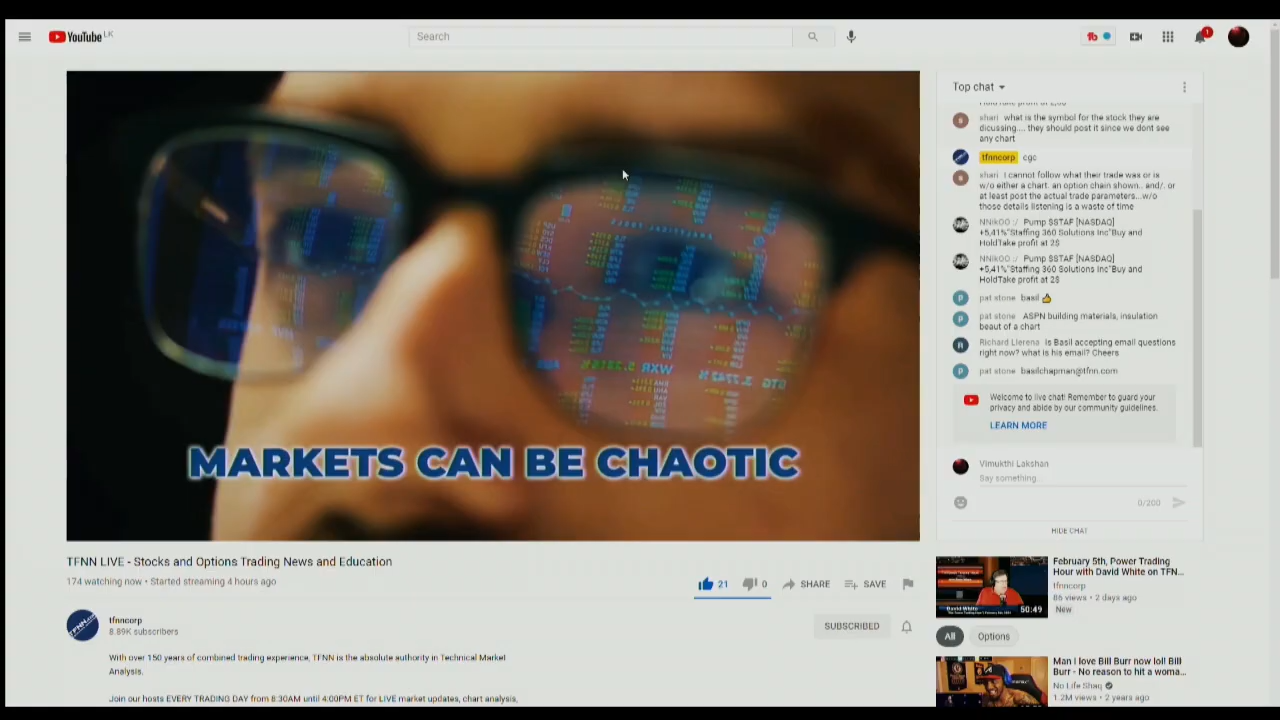 YouTube LK
Search
1
MARKETS CAN BE CHAOTIC
TFNN LIVE - Stocks and Options Trading News and Education
174 watching now • Started streaming 4 hours ago
21
0
SHARE
SAVE
tfnncorp
8.89K subscribers
SUBSCRIBED
With over 150 years of combined trading experience, TFNN is the absolute authority in Technical Market
Analysis.
Join our hosts EVERY TRADING DAY from 8:30AM until 4:00PM ET for LIVE market updates, chart analysis,
Top chat
shari what is the symbol for the stock they are
dicussing.... they should post it since we dont see
any chart
tfnncorp cgc
shari I cannot follow what their trade was or is
w/o either a chart. an option chain shown.. and/. or
at least post the actual trade parameters...w/o
those details listening is a waste of time
NNikOO :/ Pump $STAF [NASDAQ]
+5,41%"Staffing 360 Solutions Inc"Buy and
HoldTake profit at 2$
NNikOO :/ Pump $STAF [NASDAQ]
+5,41%"Staffing 360 Solutions Inc"Buy and
HoldTake profit at 2$
pat stone basil 👍
pat stone ASPN building materials, insulation
beaut of a chart
Richard Llerena Is Basil accepting email questions
right now? what is his email? Cheers
pat stone basilchapman@tfnn.com
Welcome to live chat! Remember to guard your
privacy and abide by our community guidelines.
LEARN MORE
Vimukthi Lakshan
Say something...
0/200
HIDE CHAT
February 5th, Power Trading
Hour with David White on TFN...
tfnncorp
86 views • 2 days ago
New
David White
50:49
All
Options
Man I love Bill Burr now lol! Bill
Burr - No reason to hit a woma...
No Life Shaq
1.2M views • 2 years ago